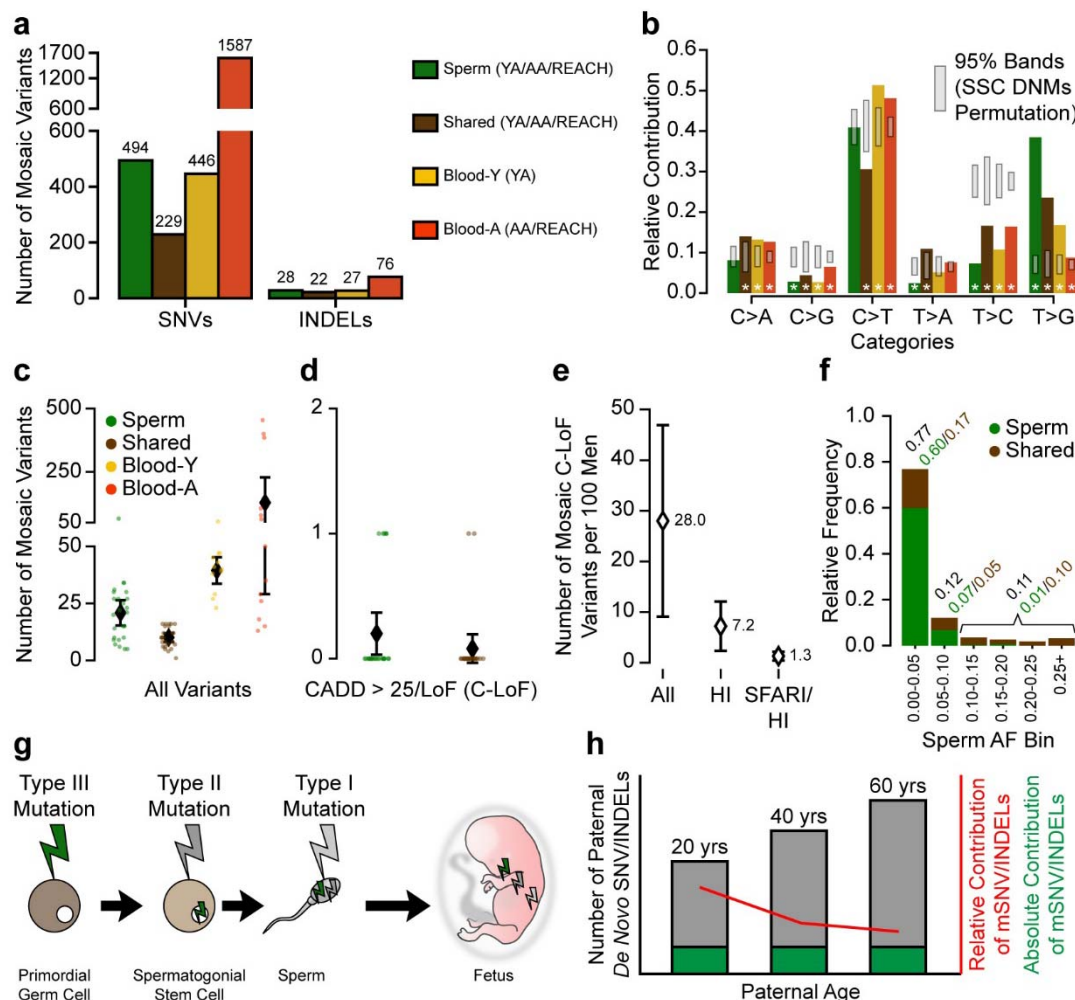 a
Number of Mosaic Variants
1700
1200
600
600
400
200
0
494
229
446
1587
28
22
27
76
SNVs
INDELs
Sperm (YA/AA/REACH)
Shared (YA/AA/REACH)
Blood-Y (YA)
Blood-A (AA/REACH)
b
Relative Contribution
0.6
0.5
0.4
0.3
0.2
0.1
0.0
95% Bands
(SSC DNMs
Permutation)
* * * * * * * * * * * * * * * * * * * * *
C>A C>G C>T T>A T>C T>G
Categories
c
Number of Mosaic Variants
500
250
50
50
25
0
Sperm
Shared
Blood-Y
Blood-A
All Variants
d
2
1
0
CADD > 25/LoF (C-LoF)
e
Number of Mosaic C-LoF
Variants per 100 Men
50
40
30
20
10
0
28.0
7.2
1.3
All
HI
SFARI/
HI
f
Relative Frequency
1.0
0.8
0.6
0.4
0.2
0.0
0.77
0.60/0.17
0.12
0.07/0.05
0.11
0.01/0.10
Sperm
Shared
0.00-0.05
0.05-0.10
0.10-0.15
0.15-0.20
0.20-0.25
0.25+
Sperm AF Bin
g
Type III
Mutation
Type II
Mutation
Type I
Mutation
Primordial
Germ Cell
Spermatogonial
Stem Cell
Sperm
Fetus
h
Number of Paternal
De Novo SNV/INDELs
20 yrs
40 yrs
60 yrs
Paternal Age
Relative Contribution
of mSNV/INDELs
Absolute Contribution
of mSNV/INDELs